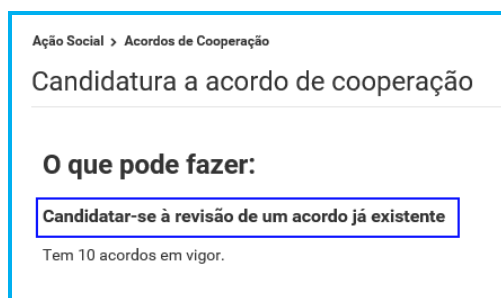 Ação Social > Acordos de Cooperação
Candidatura a acordo de cooperação
O que pode fazer:
Candidatar-se à revisão de um acordo já existente
Tem 10 acordos em vigor.